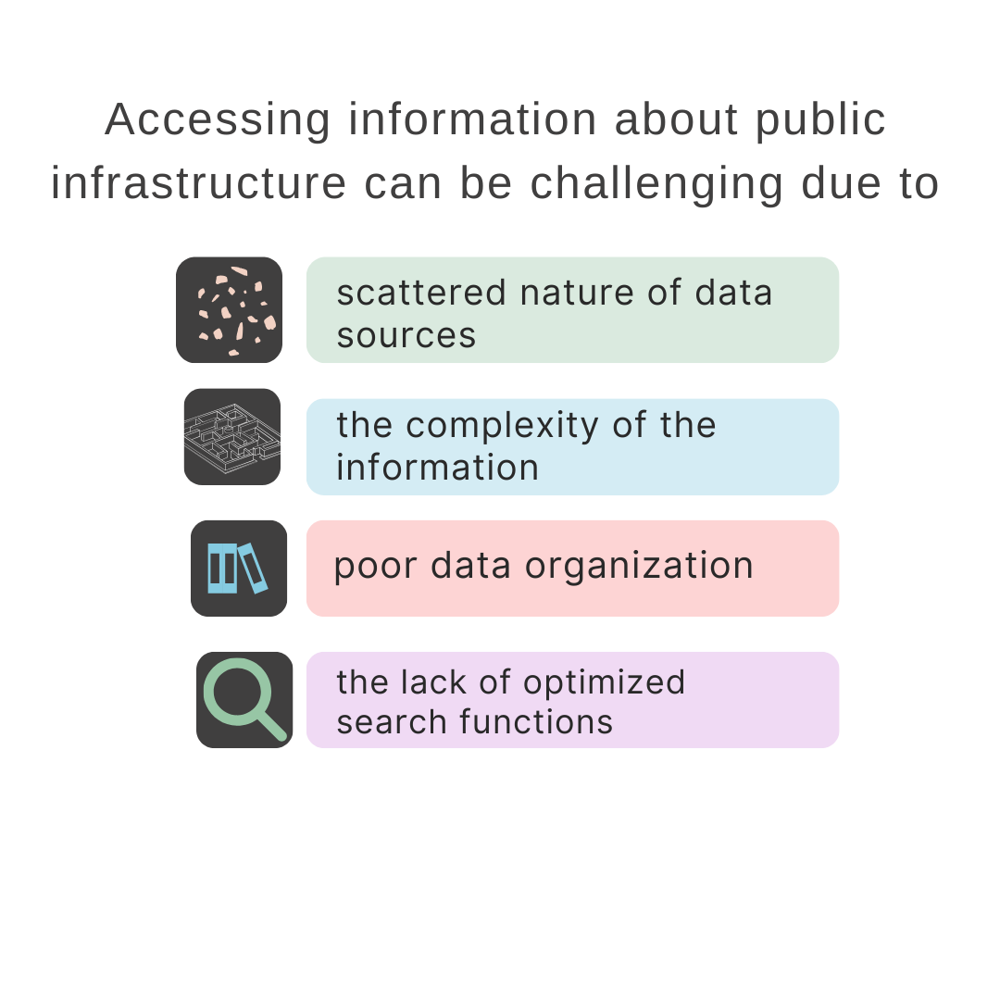 Accessing information about public
infrastructure can be challenging due to
scattered nature of data
sources
the complexity of the
information
poor data organization
the lack of optimized
search functions